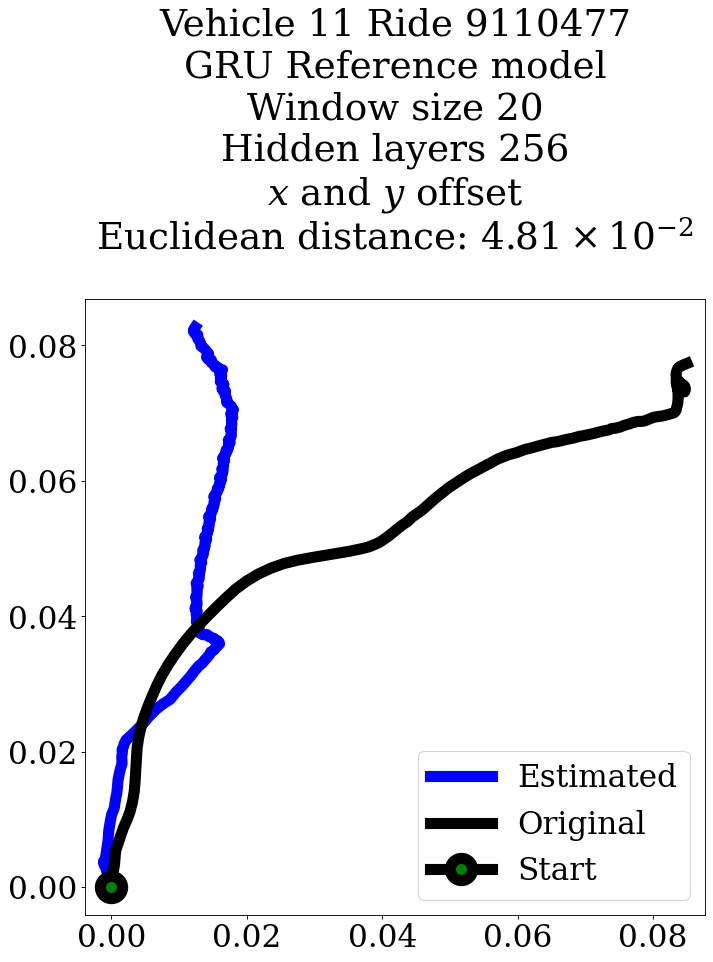 Vehicle 11 Ride 9110477
GRU Reference model
Window size 20
Hidden layers 256
x and y offset
Euclidean distance: 4.81 × 10⁻²
0.08
0.06
0.04
0.02
0.00
Estimated
Original
Start
0.00 0.02 0.04 0.06 0.08